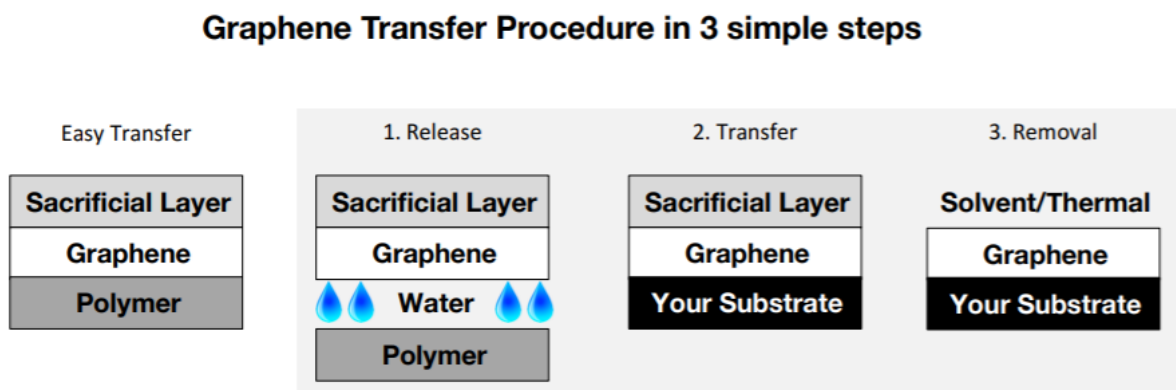 Graphene Transfer Procedure in 3 simple steps
Easy Transfer
Sacrificial Layer
Graphene
Polymer
1. Release
Sacrificial Layer
Graphene
Water
Polymer
2. Transfer
Sacrificial Layer
Graphene
Your Substrate
3. Removal
Solvent/Thermal
Graphene
Your Substrate